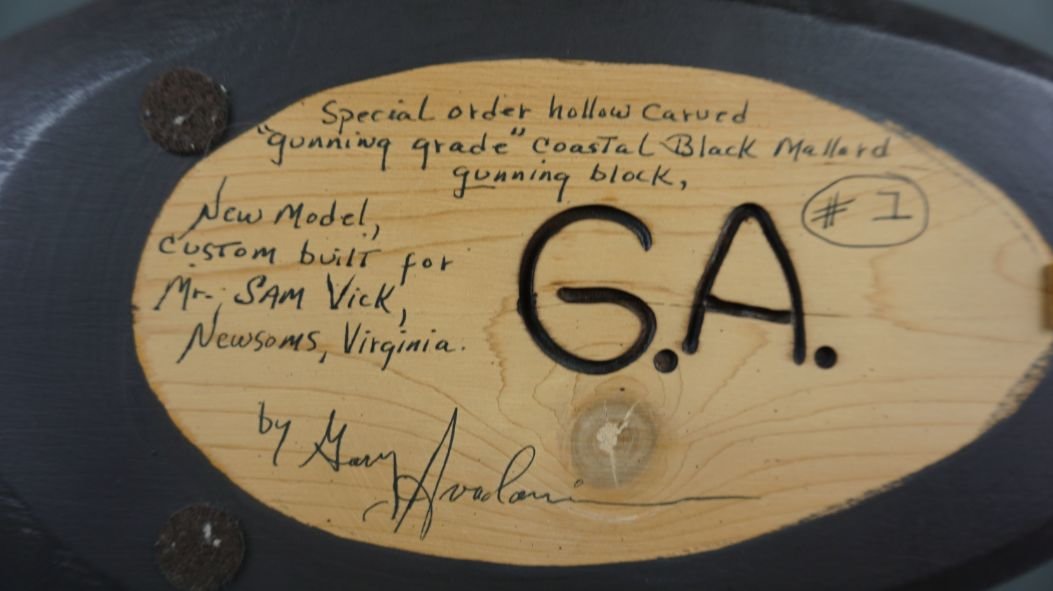 Special order hollow carved
"gunning grade" coastal Black Mallard
gunning block,
# 1
New Model,
custom built for
Mr. SAM Vick,
Newsoms, Virginia.
G.A.
by Gary